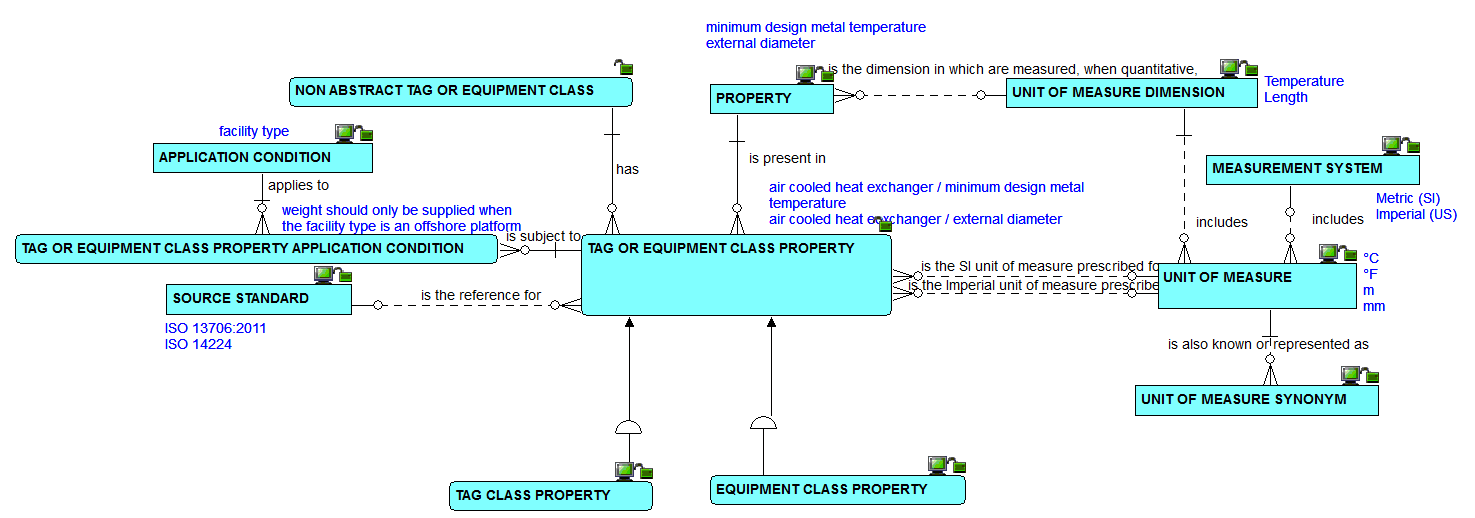 minimum design metal temperature
external diameter
is the dimension in which are measured, when quantitative,
NON ABSTRACT TAG OR EQUIPMENT CLASS
PROPERTY
UNIT OF MEASURE DIMENSION
Temperature
Length
facility type
APPLICATION CONDITION
has
is present in
MEASUREMENT SYSTEM
applies to
air cooled heat exchanger / minimum design metal
temperature
air cooled heat exchanger / external diameter
Metric (SI)
Imperial (US)
weight should only be supplied when
the facility type is an offshore platform
includes
includes
is subject to
TAG OR EQUIPMENT CLASS PROPERTY APPLICATION CONDITION
TAG OR EQUIPMENT CLASS PROPERTY
is the SI unit of measure prescribed fo
is the Imperial unit of measure prescribe
UNIT OF MEASURE
°C
°F
m
mm
SOURCE STANDARD
is the reference for
ISO 13706:2011
ISO 14224
is also known or represented as
UNIT OF MEASURE SYNONYM
TAG CLASS PROPERTY
EQUIPMENT CLASS PROPERTY